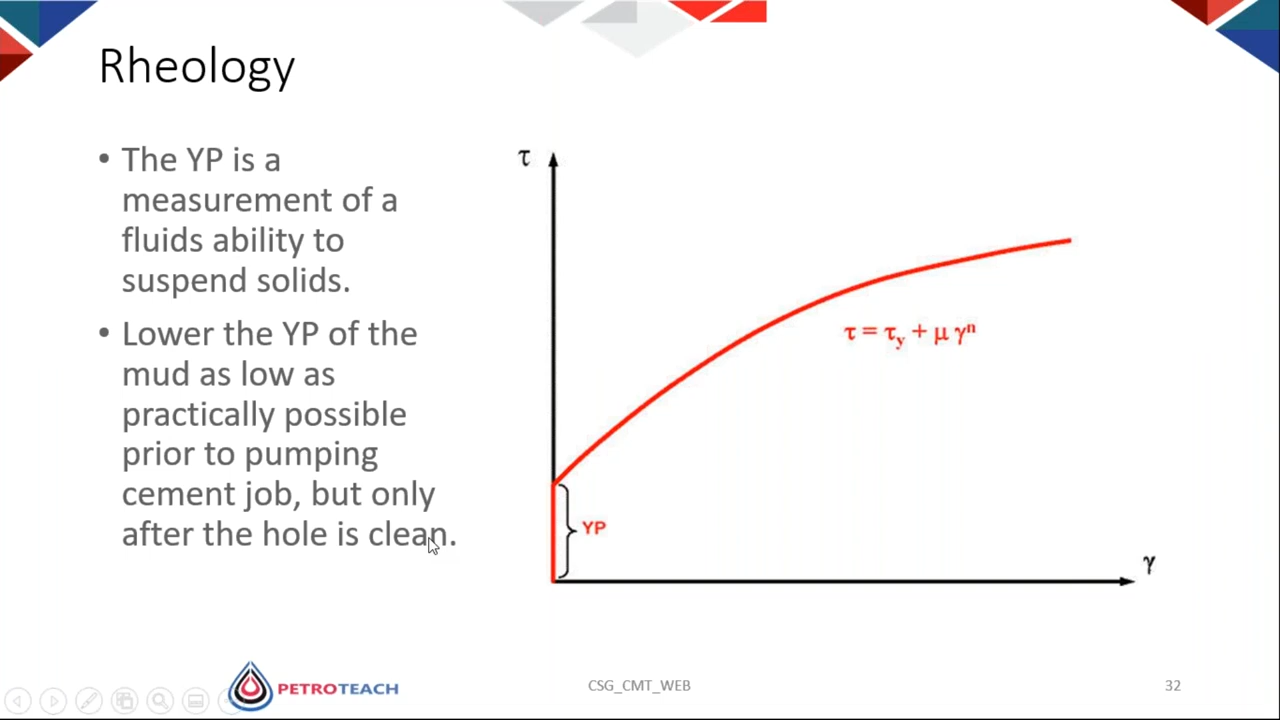 Rheology
• The YP is a
measurement of a
fluids ability to
suspend solids.
• Lower the YP of the
mud as low as
practically possible
prior to pumping
cement job, but only
after the hole is clean.
τ
τ = τy + μ γⁿ
YP
γ
PETROTEACH
CSG_CMT_WEB
32